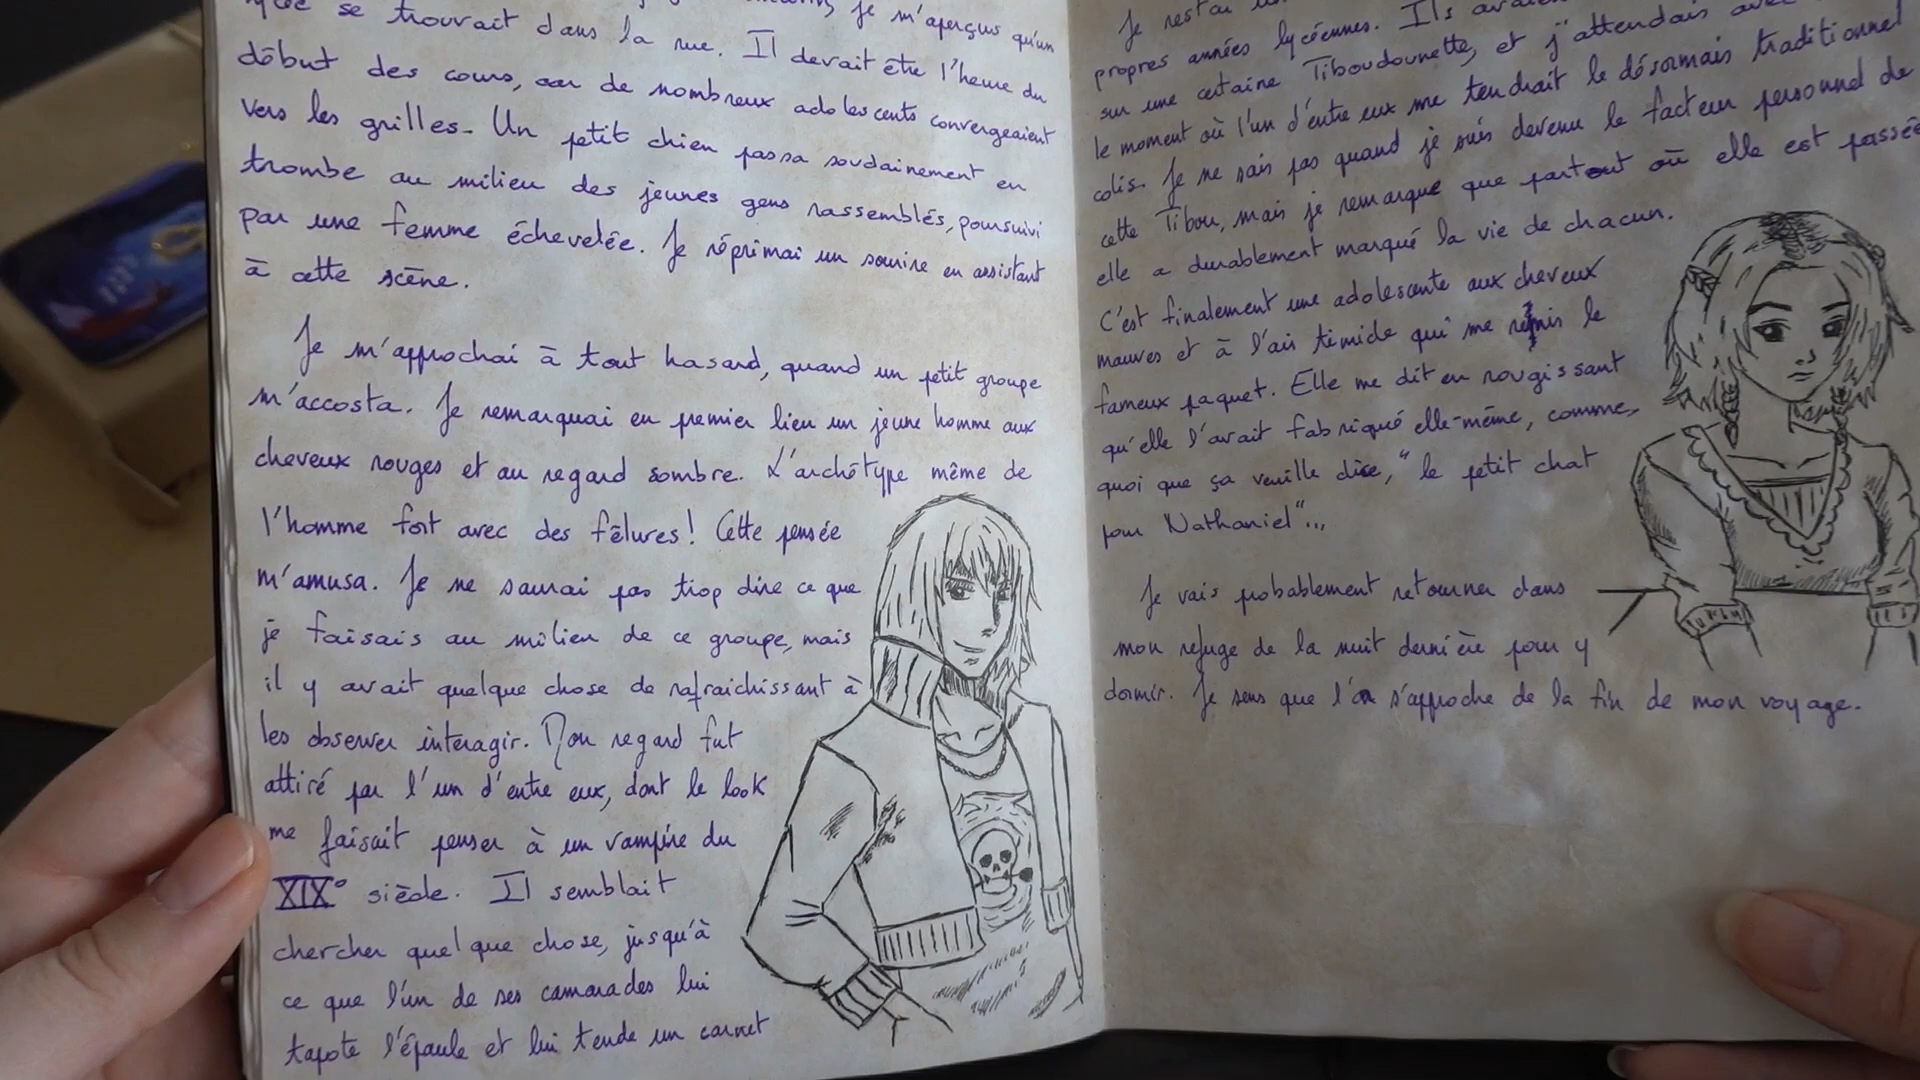 lycée se trouvait dans la rue. Il devait être l'heure du
je m'aperçus qu'un
début des cours, car de nombreux adolescents convergeaient
vers les grilles. Un petit chien passa soudainement en
trombe au milieu des jeunes gens rassemblés, poursuivi
par une femme échevelée. Je réprimai un sourire en assistant
à cette scène.
Je m'approchai à tout hasard, quand un petit groupe
m'accosta. Je remarquai en premier lieu un jeune homme aux
cheveux rouges et au regard sombre. L'archétype même de
l'homme fort avec des fêlures! Cette pensée
m'amusa. Je ne saurai pas trop dire ce que
je faisais au milieu de ce groupe, mais
il y avait quelque chose de rafraichissant à
les observer interagir. Mon regard fut
attiré par l'un d'entre eux, dont le look
me faisait penser à un vampire du
XIX° siècle. Il semblait
chercher quelque chose, jusqu'à
ce que l'un de ses camarades lui
tapote l'épaule et lui tende un carnet
Je restai
propres années lycéennes. Ils avaient
sur une certaine Tiboudounette, et j'attendais avec
le moment où l'un d'entre eux me tendrait le désormais traditionnel
colis. Je ne sais pas quand je suis devenu le facteur personnel de
cette Tibou, mais je remarque que partout où elle est passée
elle a durablement marqué la vie de chacun.
C'est finalement une adolescente aux cheveux
mauves et à l'air timide qui me remis le
fameux paquet. Elle me dit en rougissant
qu'elle l'avait fabriqué elle-même, comme,
quoi que ça veuille dire, "le petit chat
pour Nathaniel"...
Je vais probablement retourner dans
mon refuge de la nuit dernière pour y
dormir. Je sens que l'on s'approche de la fin de mon voyage.